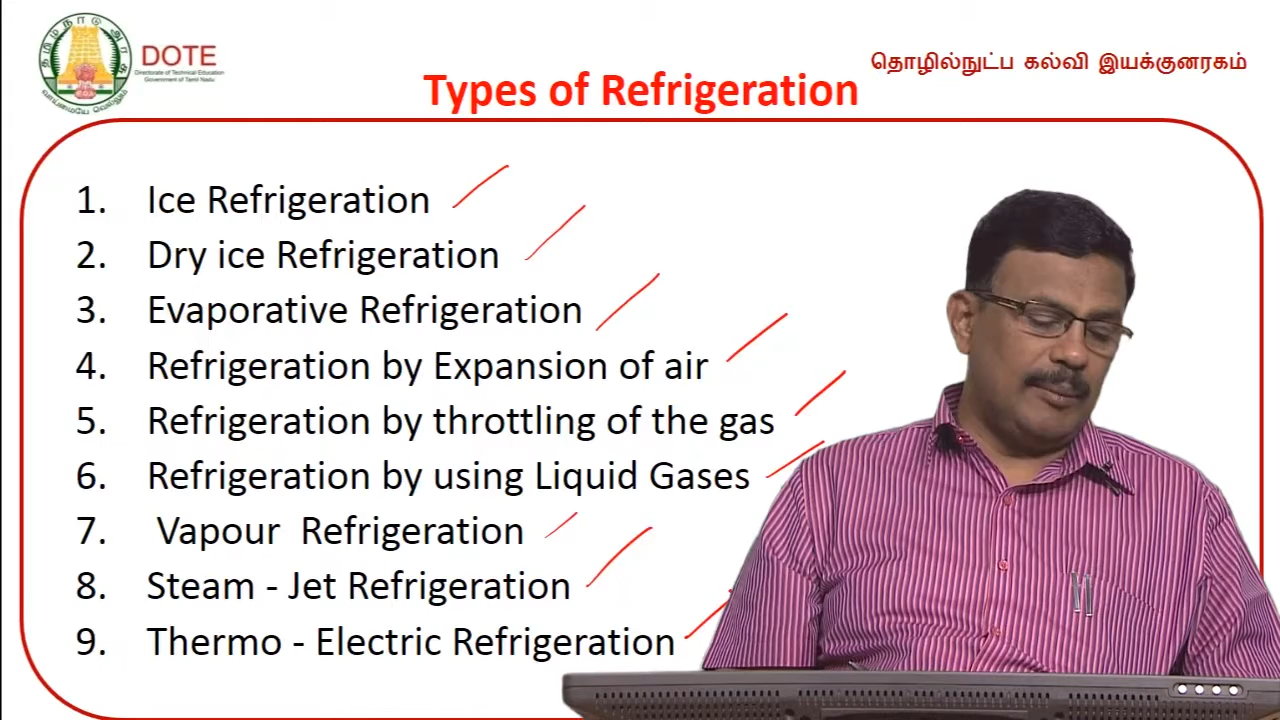 தமிழ்நாடு அரசு
வாய்மையே வெல்லும்
DOTE
Directorate of Technical Education
Government of Tamil Nadu
தொழில்நுட்ப கல்வி இயக்குனரகம்
Types of Refrigeration
1. Ice Refrigeration
2. Dry ice Refrigeration
3. Evaporative Refrigeration
4. Refrigeration by Expansion of air
5. Refrigeration by throttling of the gas
6. Refrigeration by using Liquid Gases
7. Vapour Refrigeration
8. Steam - Jet Refrigeration
9. Thermo - Electric Refrigeration